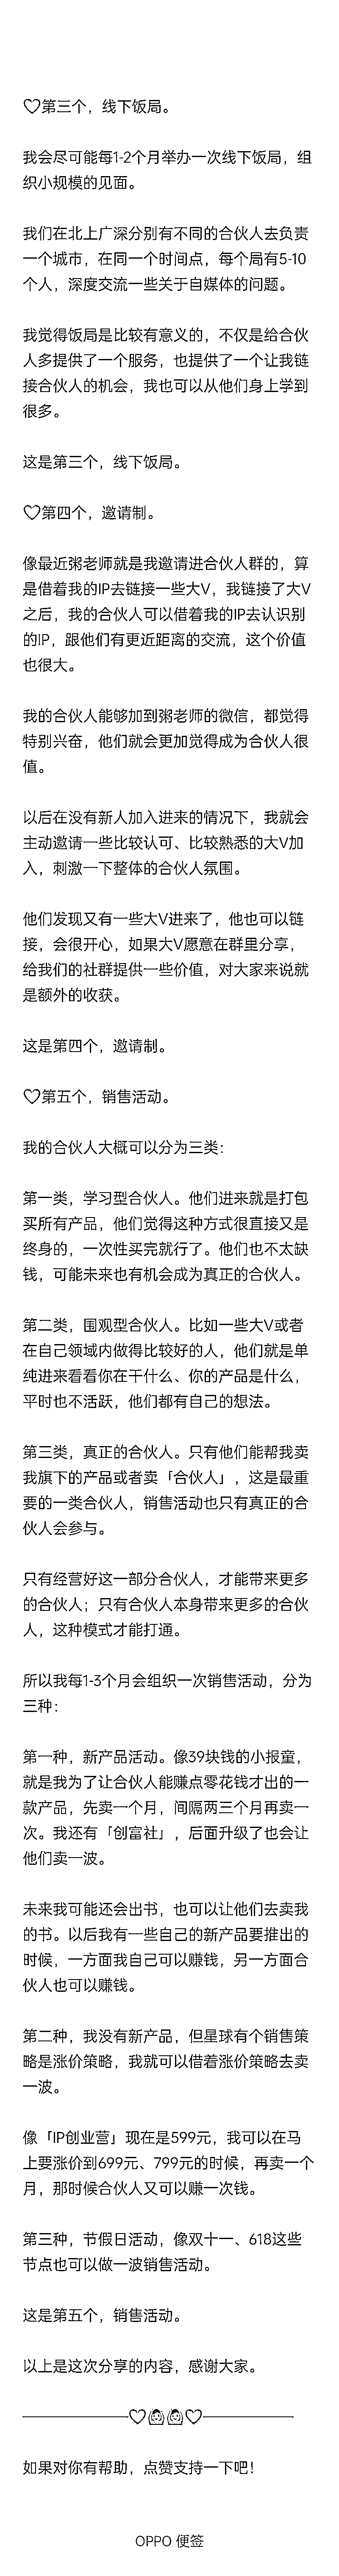 ♡第三个，线下饭局。
我会尽可能每1-2个月举办一次线下饭局，组
织小规模的见面。
我们在北上广深分别有不同的合伙人去负责
一个城市，在同一个时间点，每个局有5-10
个人，深度交流一些关于自媒体的问题。
我觉得饭局是比较有意义的，不仅是给合伙
人多提供了一个服务，也提供了一个让我链
接合伙人的机会，我也可以从他们身上学到
很多。
这是第三个，线下饭局。
♡第四个，邀请制。
像最近粥老师就是我邀请进合伙人群的，算
是借着我的IP去链接一些大V，我链接了大V
之后，我的合伙人可以借着我的IP去认识别
的IP，跟他们有更近距离的交流，这个价值
也很大。
我的合伙人能够加到粥老师的微信，都觉得
特别兴奋，他们就会更加觉得成为合伙人很
值。
以后在没有新人加入进来的情况下，我就会
主动邀请一些比较认可、比较熟悉的大V加
入，刺激一下整体的合伙人氛围。
他们发现又有一些大V进来了，他也可以链
接，会很开心，如果大V愿意在群里分享，
给我们的社群提供一些价值，对大家来说就
是额外的收获。
这是第四个，邀请制。
♡第五个，销售活动。
我的合伙人大概可以分为三类：
第一类，学习型合伙人。他们进来就是打包
买所有产品，他们觉得这种方式很直接又是
终身的，一次性买完就行了。他们也不太缺
钱，可能未来也有机会成为真正的合伙人。
第二类，围观型合伙人。比如一些大V或者
在自己领域内做得比较好的人，他们就是单
纯进来看看你在干什么、你的产品是什么，
平时也不活跃，他们都有自己的想法。
第三类，真正的合伙人。只有他们能帮我卖
我旗下的产品或者卖「合伙人」，这是最重
要的一类合伙人，销售活动也只有真正的合
伙人会参与。
只有经营好这一部分合伙人，才能带来更多
的合伙人；只有合伙人本身带来更多的合伙
人，这种模式才能打通。
所以我每1-3个月会组织一次销售活动，分为
三种：
第一种，新产品活动。像39块钱的小报童，
就是我为了让合伙人能赚点零花钱才出的一
款产品，先卖一个月，间隔两三个月再卖一
次。我还有「创富社」，后面升级了也会让
他们卖一波。
未来我可能还会出书，也可以让他们去卖我
的书。以后我有一些自己的新产品要推出的
时候，一方面我自己可以赚钱，另一方面合
伙人也可以赚钱。
第二种，我没有新产品，但星球有个销售策
略是涨价策略，我就可以借着涨价策略去卖
一波。
像「IP创业营」现在是599元，我可以在马
上要涨价到699元、799元的时候，再卖一个
月，那时候合伙人又可以赚一次钱。
第三种，节假日活动，像双十一、618这些
节点也可以做一波销售活动。
这是第五个，销售活动。
以上是这次分享的内容，感谢大家。
如果对你有帮助，点赞支持一下吧！
OPPO 便签